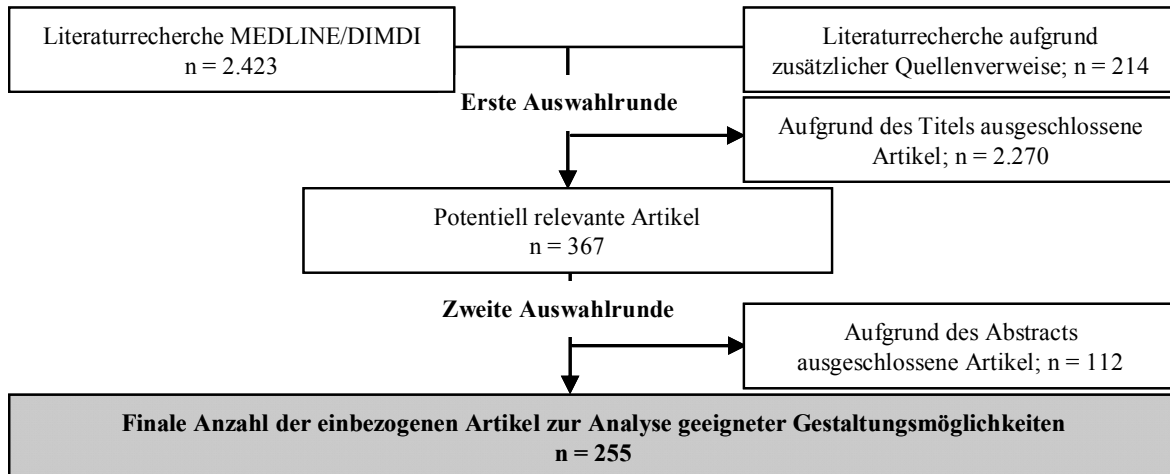 Literaturrecherche MEDLINE/DIMDI
n = 2.423
Literaturrecherche aufgrund
zusätzlicher Quellenverweise; n = 214
Erste Auswahlrunde
Aufgrund des Titels ausgeschlossene
Artikel; n = 2.270
Potentiell relevante Artikel
n = 367
Zweite Auswahlrunde
Aufgrund des Abstracts
ausgeschlossene Artikel; n = 112
Finale Anzahl der einbezogenen Artikel zur Analyse geeigneter Gestaltungsmöglichkeiten
n = 255